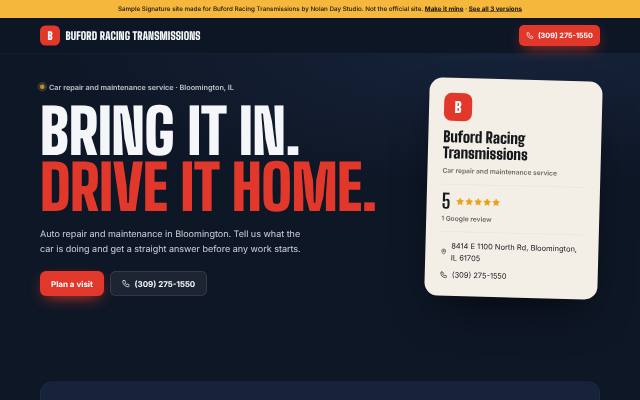 Sample Signature site made for Buford Racing Transmissions by Nolan Day Studio. Not the official site. Make it mine · See all 3 versions
B BUFORD RACING TRANSMISSIONS
(309) 275-1550
Car repair and maintenance service · Bloomington, IL
BRING IT IN.
DRIVE IT HOME.
Auto repair and maintenance in Bloomington. Tell us what the
car is doing and get a straight answer before any work starts.
Plan a visit
(309) 275-1550
B
Buford Racing
Transmissions
Car repair and maintenance service
5 ★★★★★
1 Google review
8414 E 1100 North Rd, Bloomington,
IL 61705
(309) 275-1550